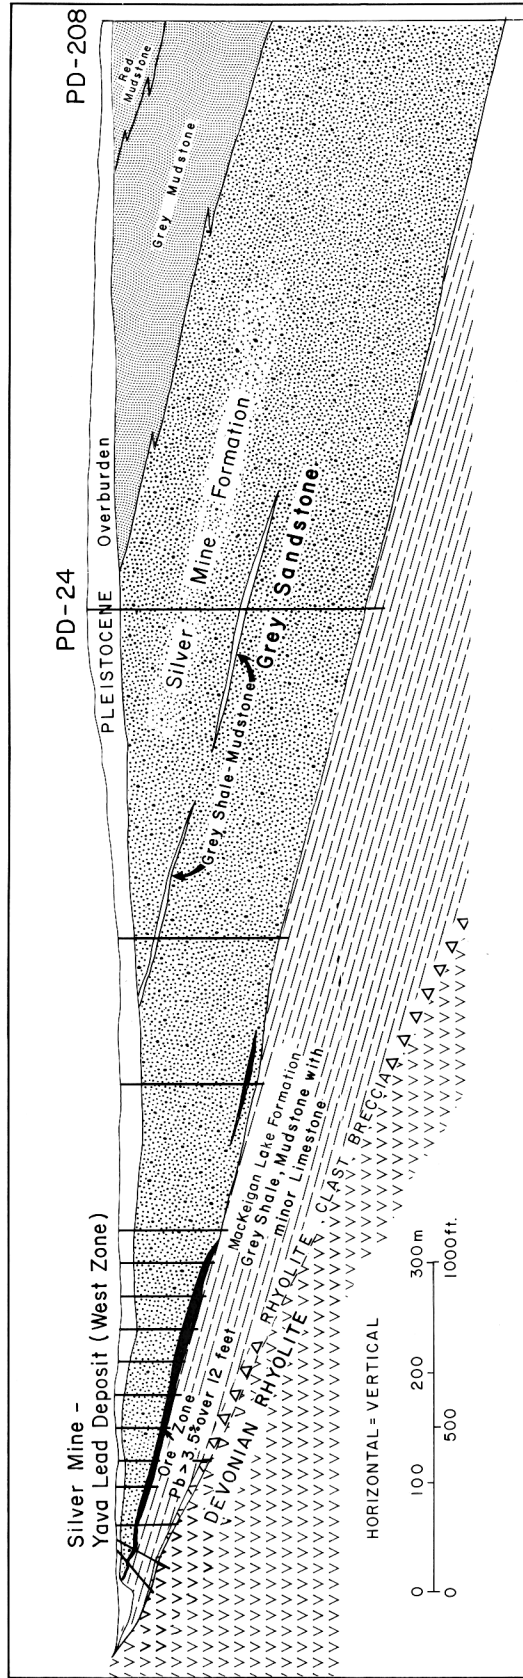 Silver Mine –
Yava Lead Deposit (West Zone)
PD-24
PD-208
PLEISTOCENE Overburden
Red
Mudstone
Grey Mudstone
Silver Mine Formation
Grey Shale-Mudstone
Grey Sandstone
Ore Zone
Pb > 3.5% over 12 feet
MacKeigan Lake Formation
Grey Shale, Mudstone with
minor Limestone
RHYOLITE CLAST BRECCIA
DEVONIAN RHYOLITE
HORIZONTAL = VERTICAL
0 100 200 300 m
0 500 1000 ft.